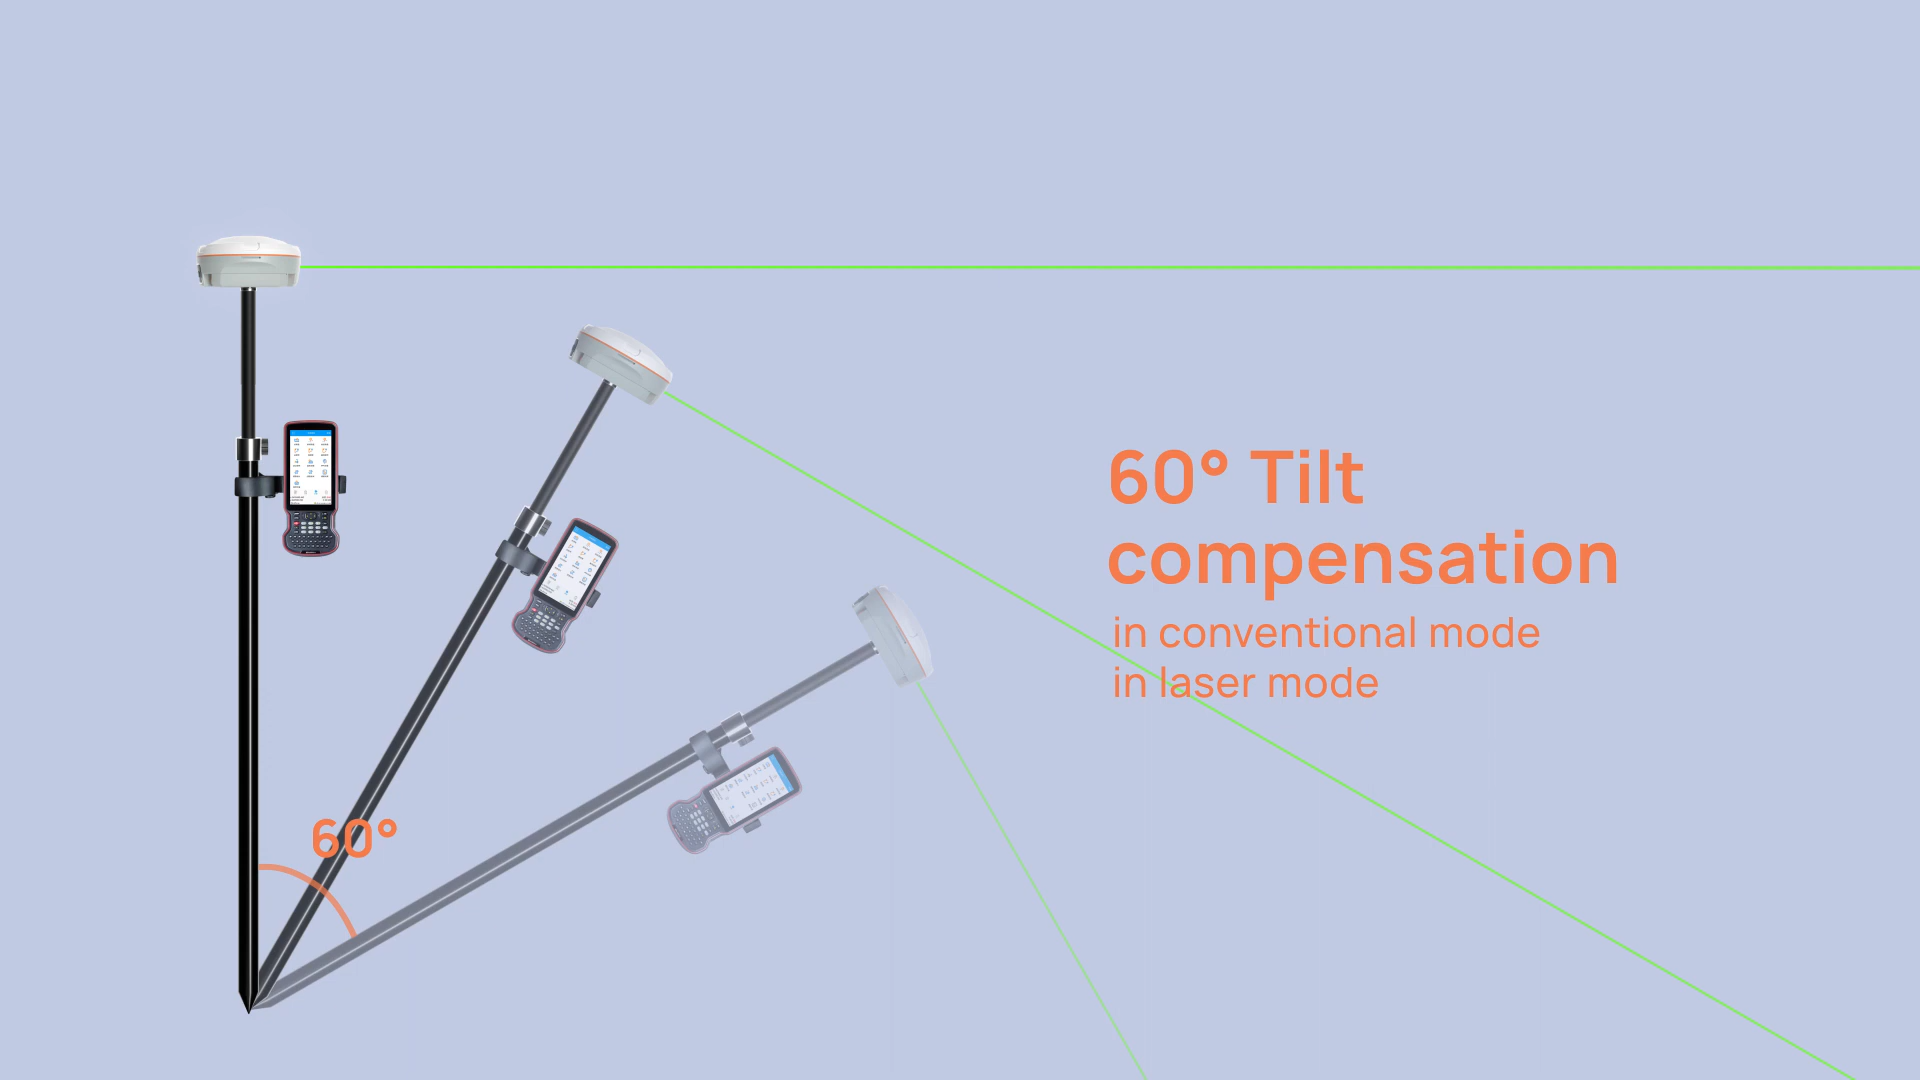 60° Tilt
compensation
in conventional mode
in laser mode
60°